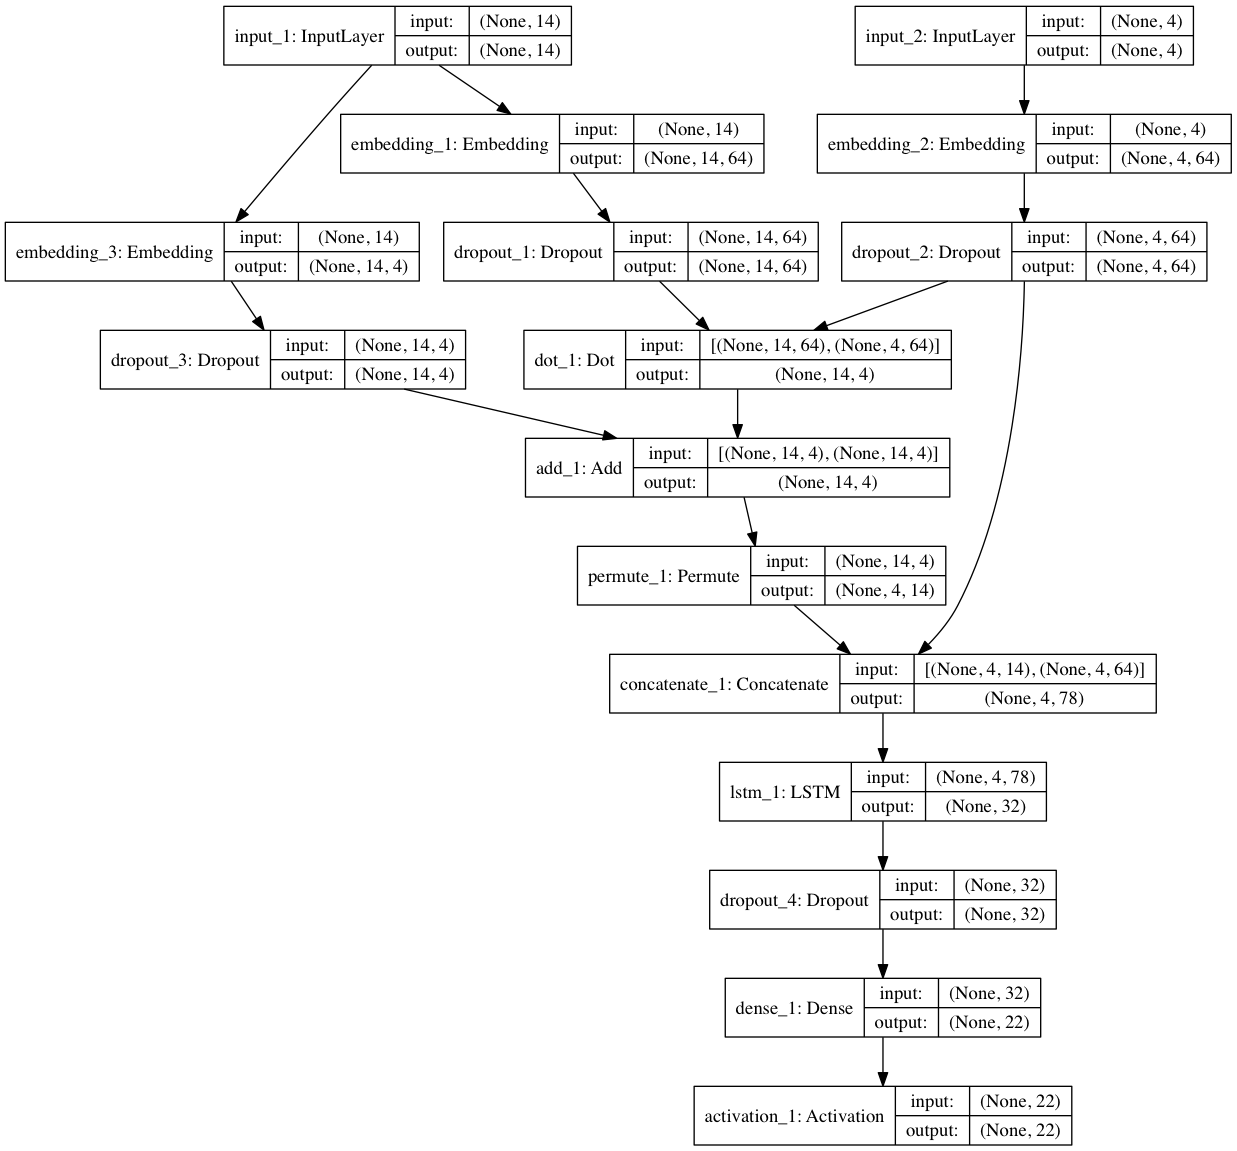 input_1: InputLayer
input: (None, 14)
output: (None, 14)
input_2: InputLayer
input: (None, 4)
output: (None, 4)
embedding_1: Embedding
input: (None, 14)
output: (None, 14, 64)
embedding_2: Embedding
input: (None, 4)
output: (None, 4, 64)
embedding_3: Embedding
input: (None, 14)
output: (None, 14, 4)
dropout_1: Dropout
input: (None, 14, 64)
output: (None, 14, 64)
dropout_2: Dropout
input: (None, 4, 64)
output: (None, 4, 64)
dropout_3: Dropout
input: (None, 14, 4)
output: (None, 14, 4)
dot_1: Dot
input: [(None, 14, 64), (None, 4, 64)]
output: (None, 14, 4)
add_1: Add
input: [(None, 14, 4), (None, 14, 4)]
output: (None, 14, 4)
permute_1: Permute
input: (None, 14, 4)
output: (None, 4, 14)
concatenate_1: Concatenate
input: [(None, 4, 14), (None, 4, 64)]
output: (None, 4, 78)
lstm_1: LSTM
input: (None, 4, 78)
output: (None, 32)
dropout_4: Dropout
input: (None, 32)
output: (None, 32)
dense_1: Dense
input: (None, 32)
output: (None, 22)
activation_1: Activation
input: (None, 22)
output: (None, 22)